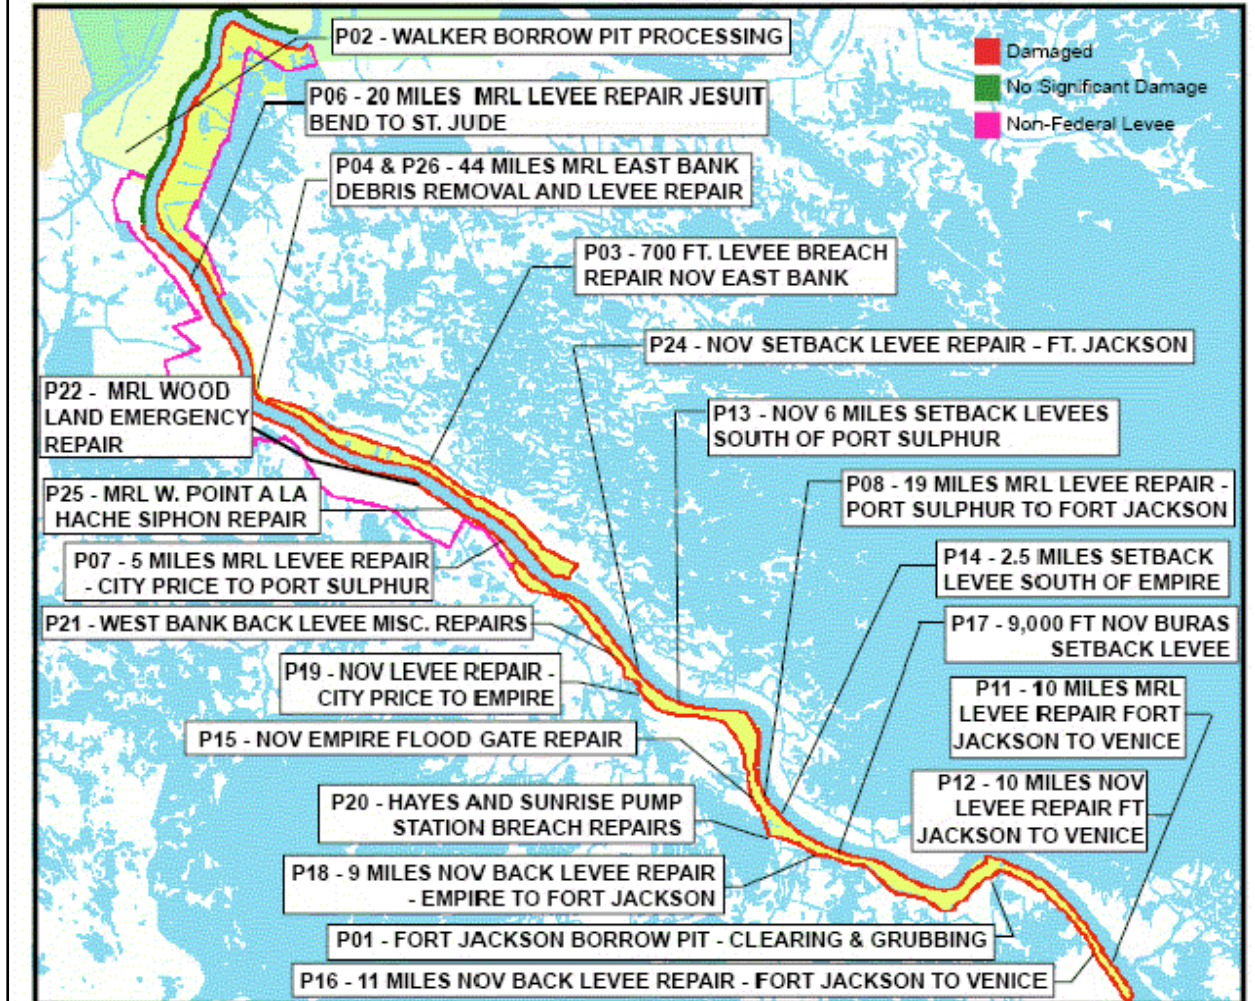 P02 - WALKER BORROW PIT PROCESSING
Damaged
No Significant Damage
Non-Federal Levee
P06 - 20 MILES MRL LEVEE REPAIR JESUIT
BEND TO ST. JUDE
P04 & P26 - 44 MILES MRL EAST BANK
DEBRIS REMOVAL AND LEVEE REPAIR
P03 - 700 FT. LEVEE BREACH
REPAIR NOV EAST BANK
P24 - NOV SETBACK LEVEE REPAIR - FT. JACKSON
P22 - MRL WOOD
LAND EMERGENCY
REPAIR
P13 - NOV 6 MILES SETBACK LEVEES
SOUTH OF PORT SULPHUR
P25 - MRL W. POINT A LA
HACHE SIPHON REPAIR
P08 - 19 MILES MRL LEVEE REPAIR -
PORT SULPHUR TO FORT JACKSON
P07 - 5 MILES MRL LEVEE REPAIR
- CITY PRICE TO PORT SULPHUR
P14 - 2.5 MILES SETBACK
LEVEE SOUTH OF EMPIRE
P21 - WEST BANK BACK LEVEE MISC. REPAIRS
P17 - 9,000 FT NOV BURAS
SETBACK LEVEE
P19 - NOV LEVEE REPAIR -
CITY PRICE TO EMPIRE
P11 - 10 MILES MRL
LEVEE REPAIR FORT
JACKSON TO VENICE
P15 - NOV EMPIRE FLOOD GATE REPAIR
P12 - 10 MILES NOV
LEVEE REPAIR FT
JACKSON TO VENICE
P20 - HAYES AND SUNRISE PUMP
STATION BREACH REPAIRS
P18 - 9 MILES NOV BACK LEVEE REPAIR
- EMPIRE TO FORT JACKSON
P01 - FORT JACKSON BORROW PIT - CLEARING & GRUBBING
P16 - 11 MILES NOV BACK LEVEE REPAIR - FORT JACKSON TO VENICE